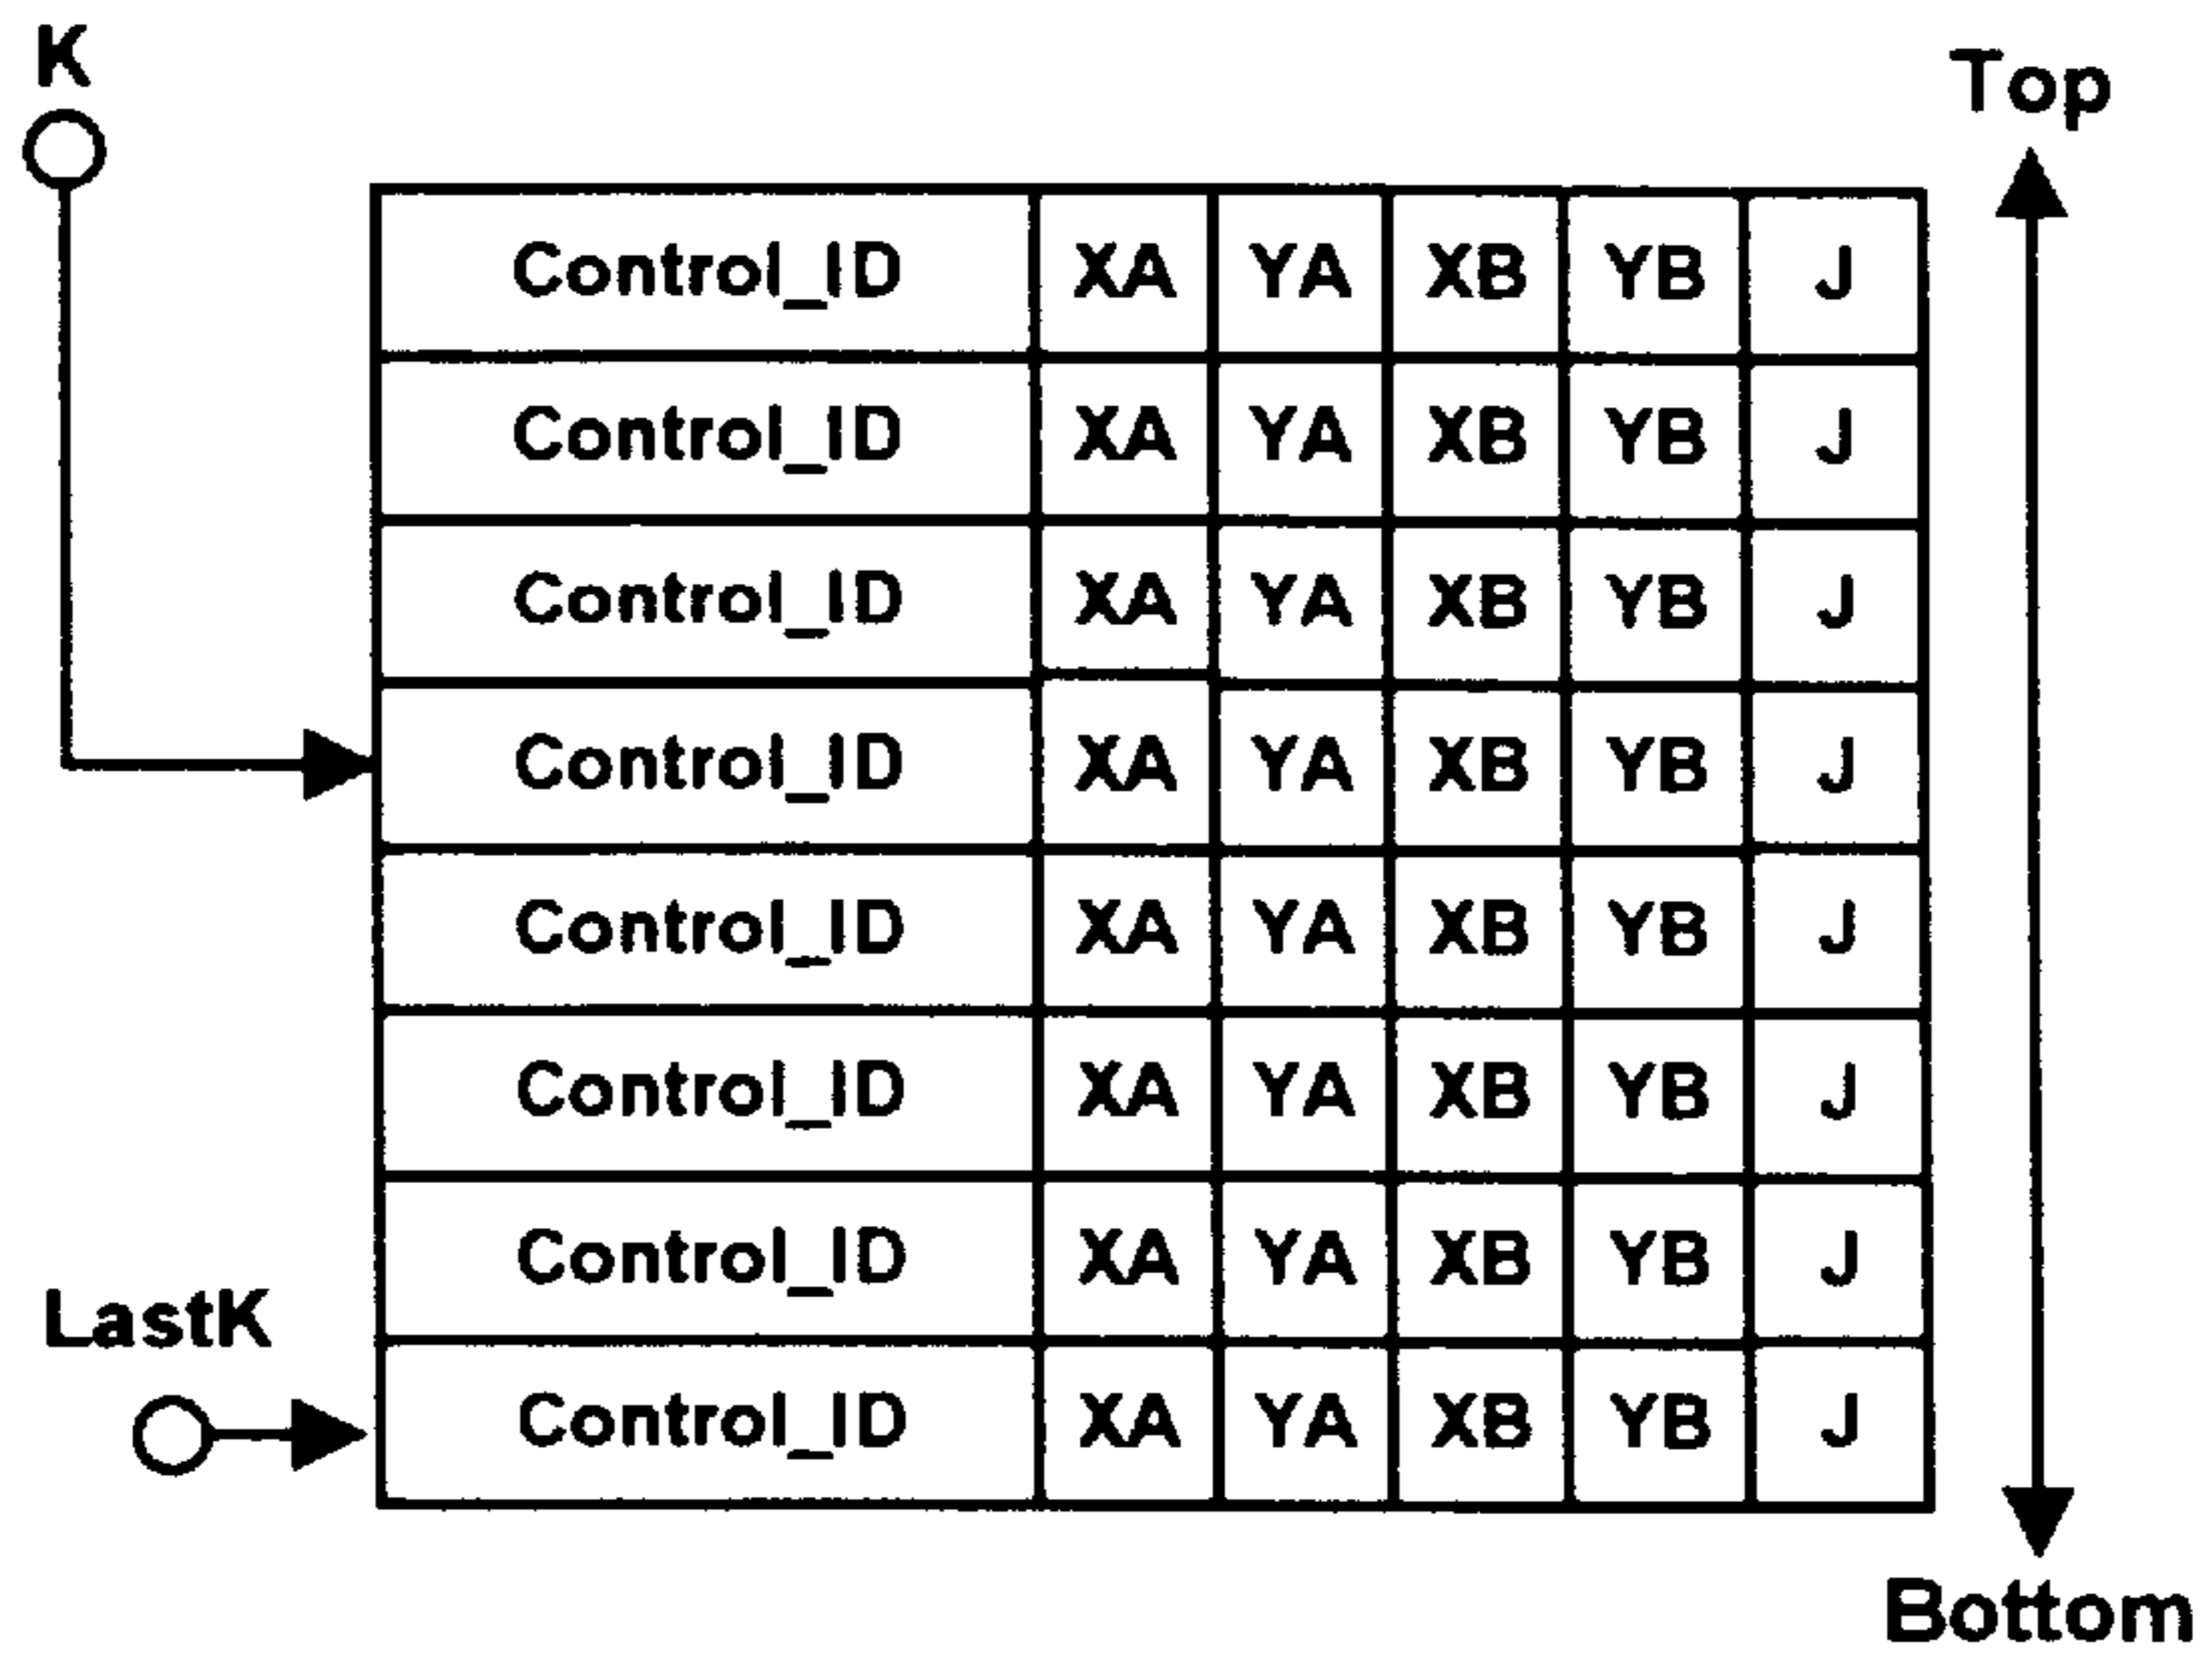 K
Top
Control_ID XA YA XB YB J
Control_ID XA YA XB YB J
Control_ID XA YA XB YB J
Control_ID XA YA XB YB J
Control_ID XA YA XB YB J
Control_ID XA YA XB YB J
Control_ID XA YA XB YB J
LastK
Control_ID XA YA XB YB J
Bottom